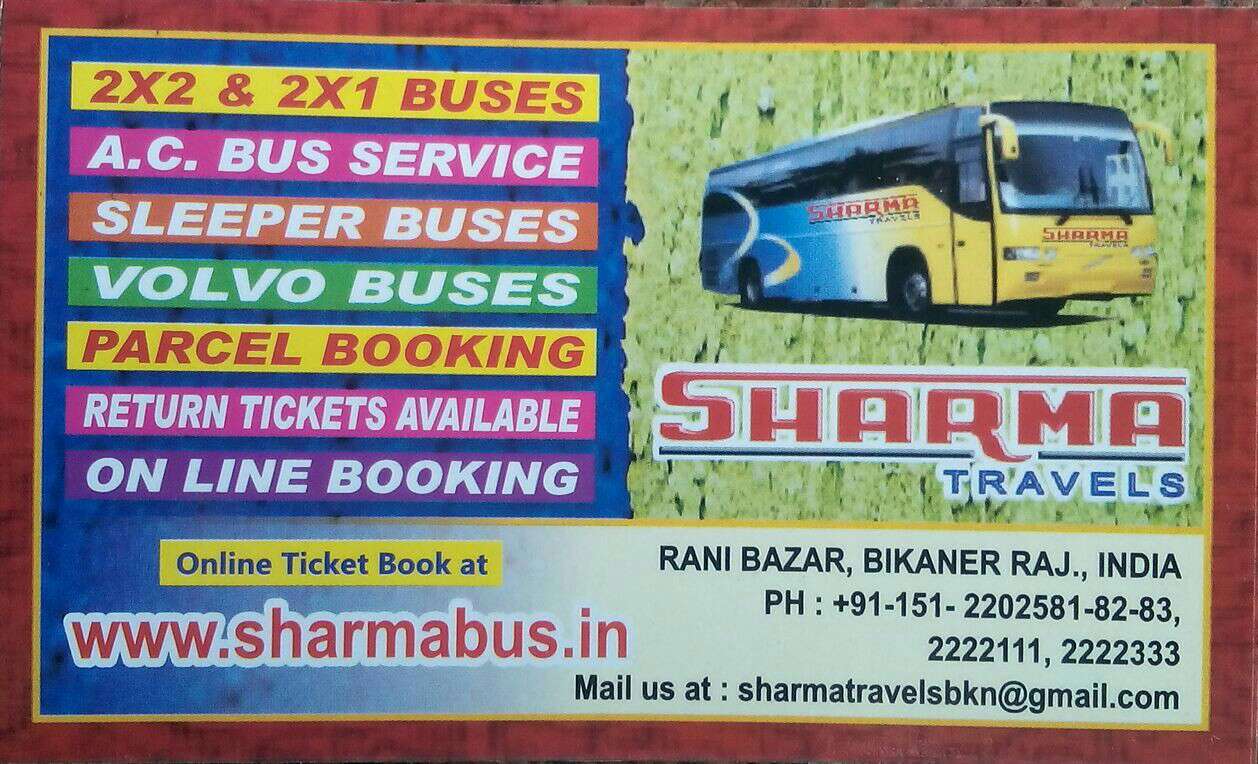 2X2 & 2X1 BUSES
A.C. BUS SERVICE
SLEEPER BUSES
VOLVO BUSES
PARCEL BOOKING
RETURN TICKETS AVAILABLE
ON LINE BOOKING
SHARMA
TRAVELS
SHARMA
TRAVELS
SHARMA
TRAVELS
Online Ticket Book at
www.sharmabus.in
RANI BAZAR, BIKANER RAJ., INDIA
PH : +91-151- 2202581-82-83,
2222111, 2222333
Mail us at : sharmatravelsbkn@gmail.com